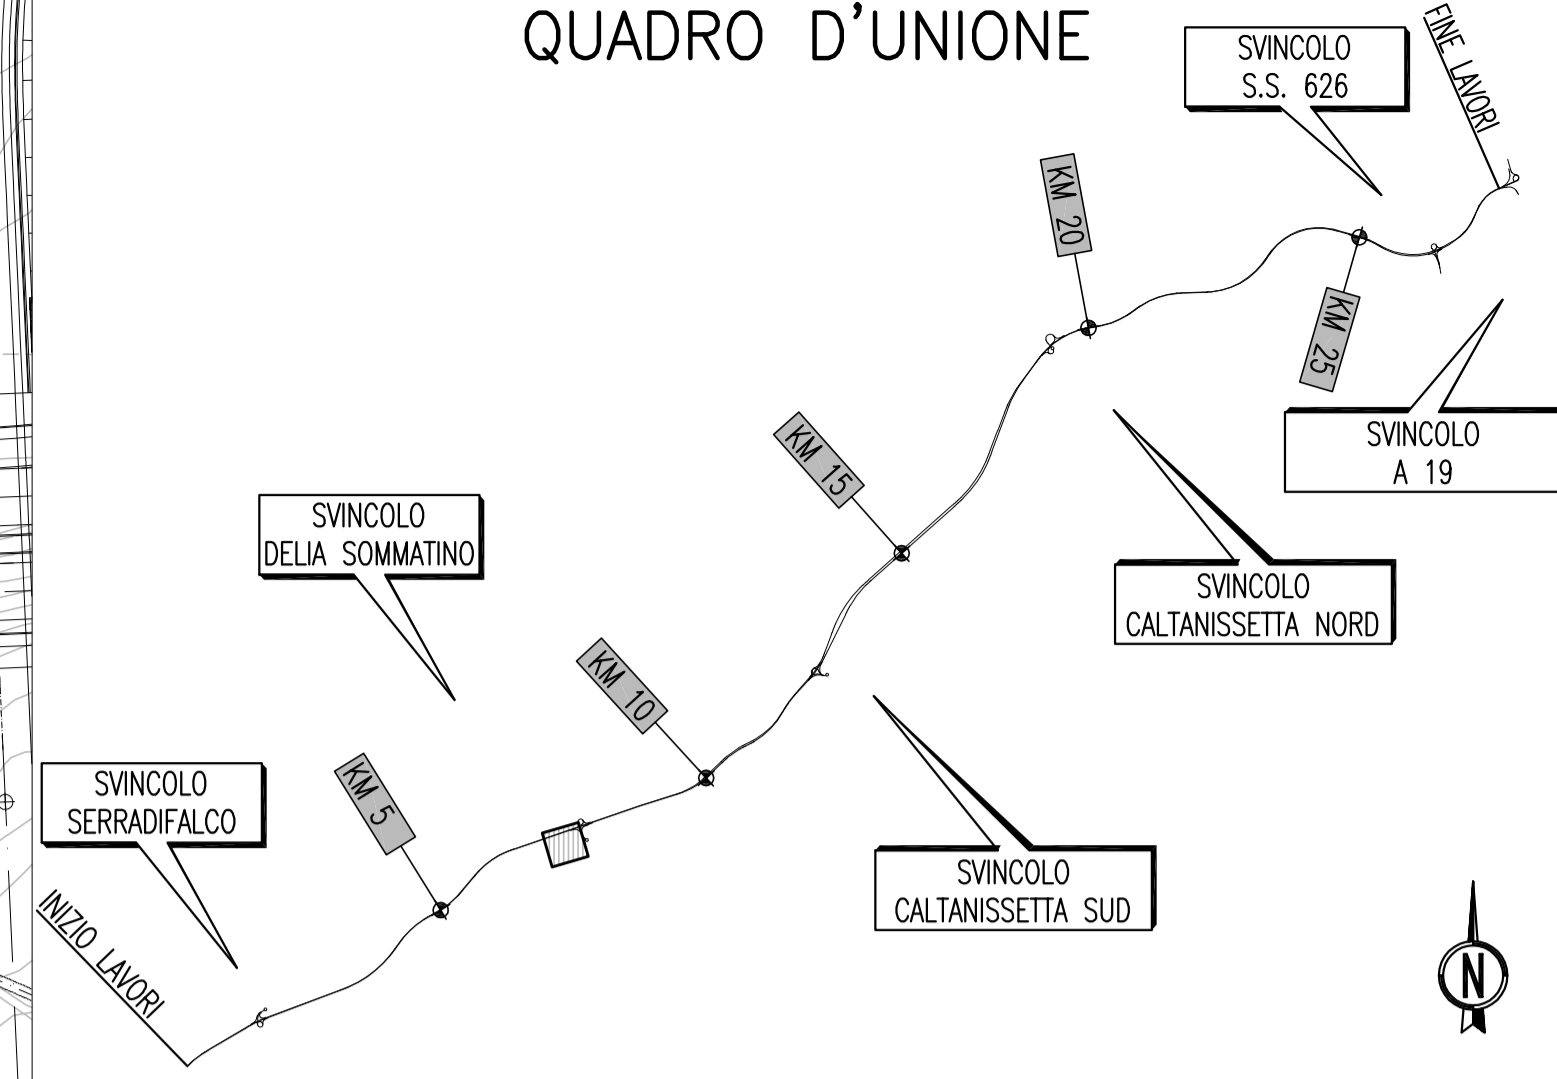 QUADRO D'UNIONE
SVINCOLO
S.S. 626
FINE LAVORI
KM 20
KM 25
SVINCOLO
A 19
KM 15
SVINCOLO
DELIA SOMMATINO
SVINCOLO
CALTANISSETTA NORD
KM 10
SVINCOLO
SERRADIFALCO
KM 5
SVINCOLO
CALTANISSETTA SUD
INIZIO LAVORI
N